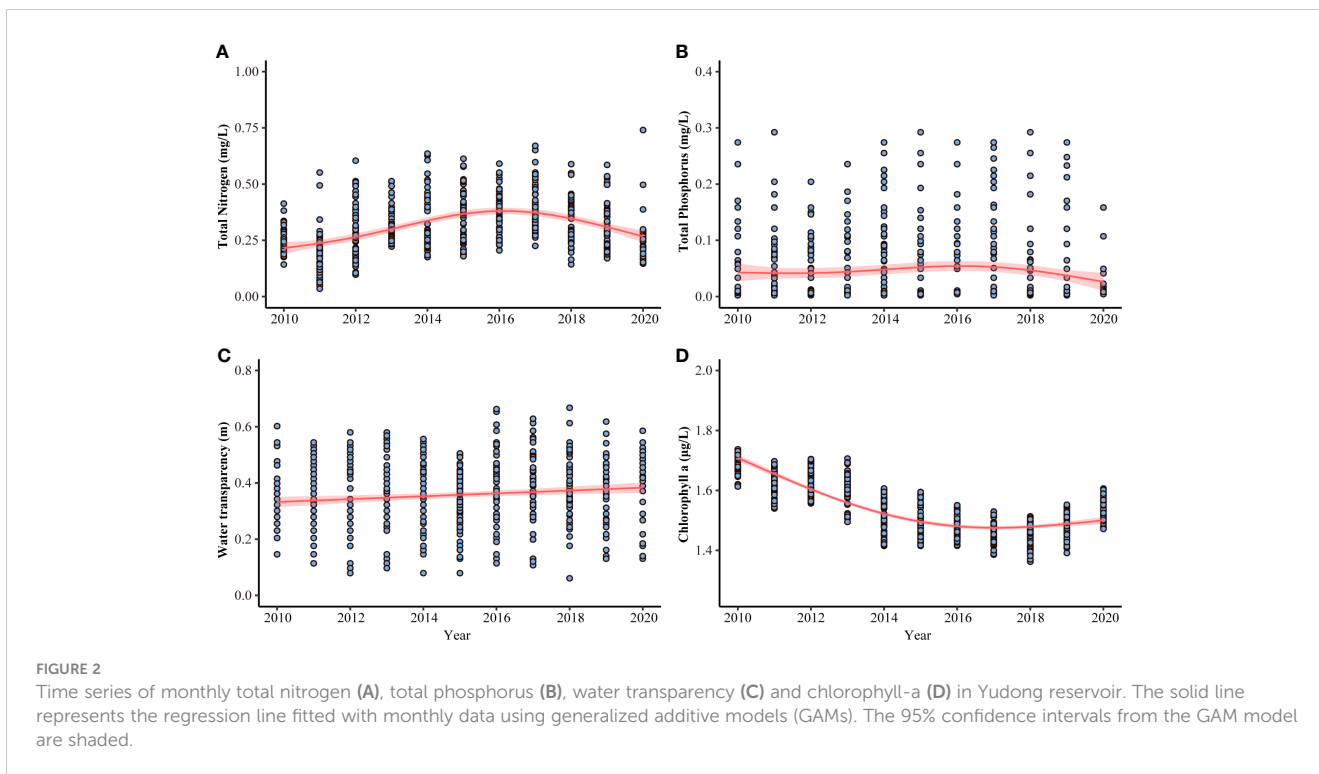 A
Total Nitrogen (mg/L)
1.00
0.75
0.50
0.25
0.00
2010 2012 2014 2016 2018 2020
B
Total Phosphorus (mg/L)
0.4
0.3
0.2
0.1
0.0
2010 2012 2014 2016 2018 2020
C
Water transparency (m)
0.8
0.6
0.4
0.2
0.0
2010 2012 2014 2016 2018 2020
Year
D
Chlorophyll a (μg/L)
2.0
1.8
1.6
1.4
2010 2012 2014 2016 2018 2020
Year
FIGURE 2
Time series of monthly total nitrogen (A), total phosphorus (B), water transparency (C) and chlorophyll-a (D) in Yudong reservoir. The solid line
represents the regression line fitted with monthly data using generalized additive models (GAMs). The 95% confidence intervals from the GAM model
are shaded.